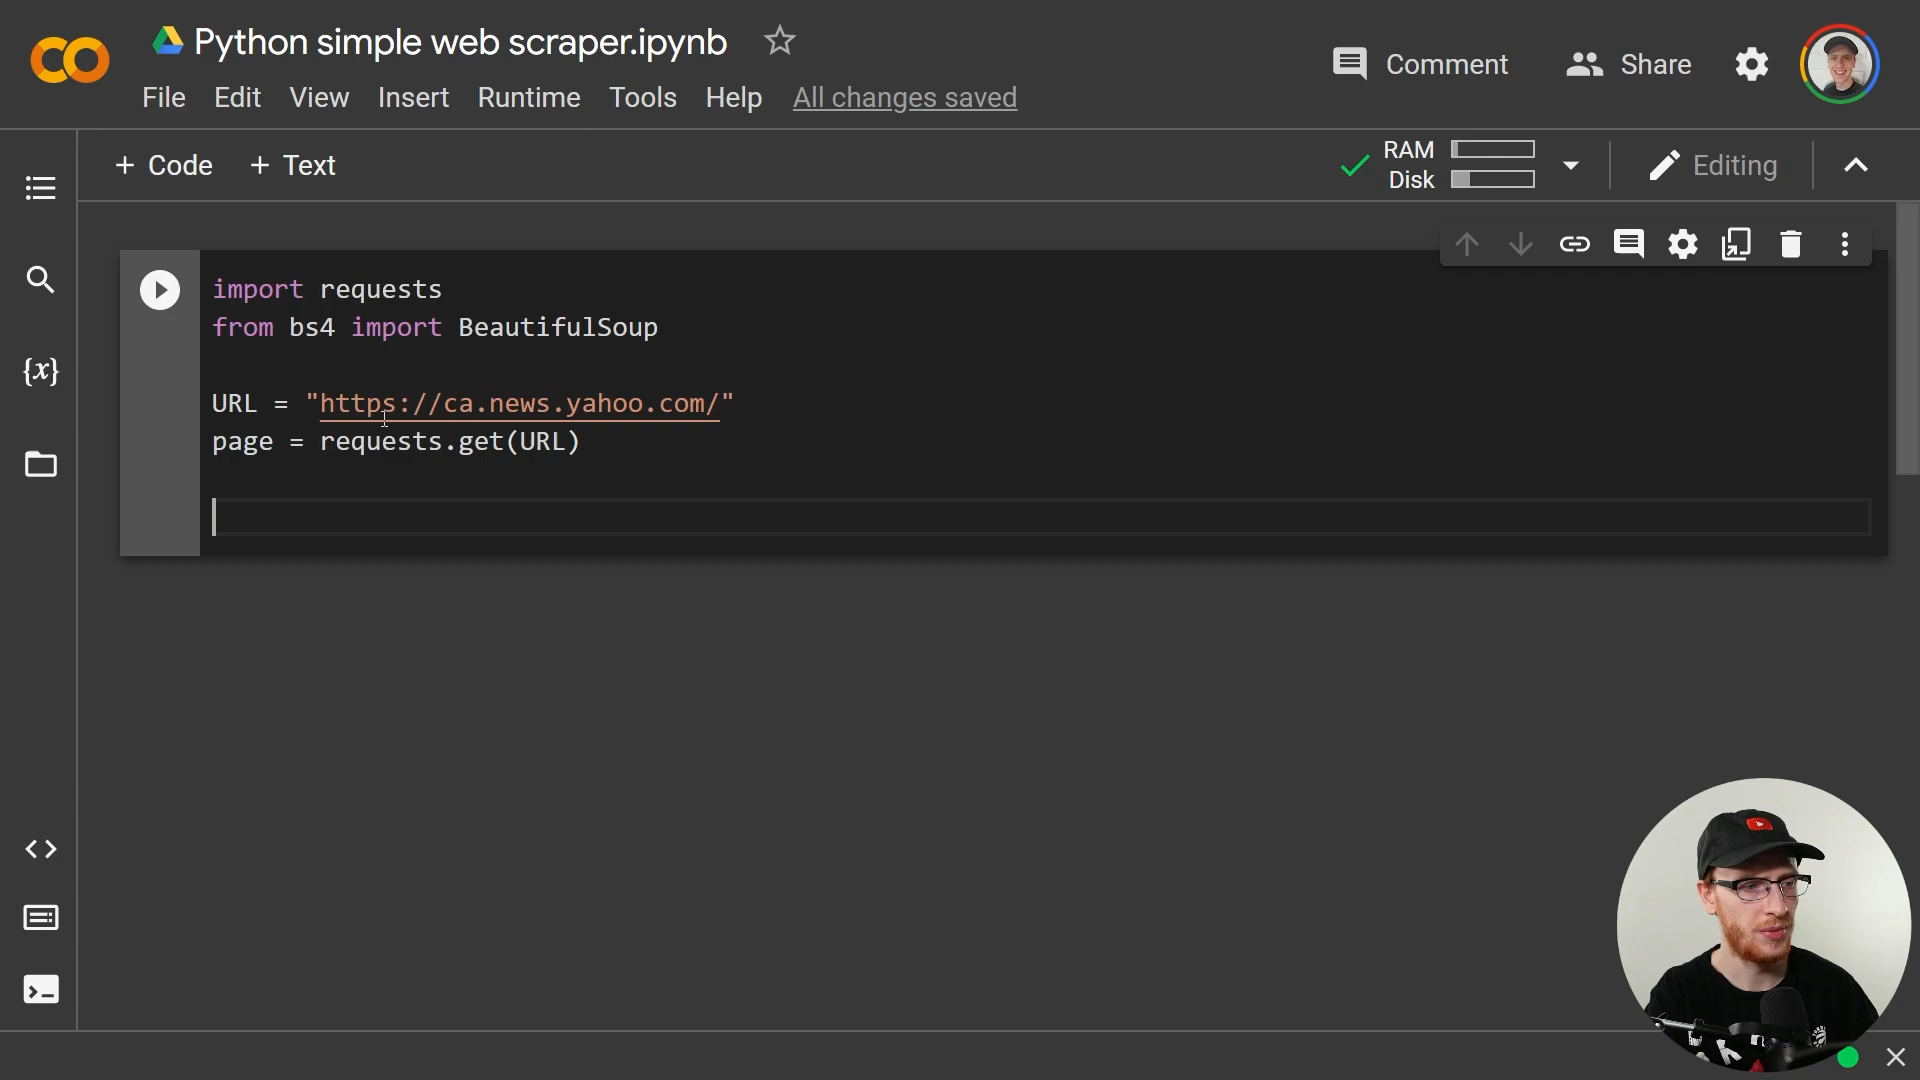 Python simple web scraper.ipynb
Comment
Share
File Edit View Insert Runtime Tools Help All changes saved
+ Code + Text
RAM
Disk
Editing
{x}
import requests
from bs4 import BeautifulSoup
URL = "https://ca.news.yahoo.com/"
page = requests.get(URL)